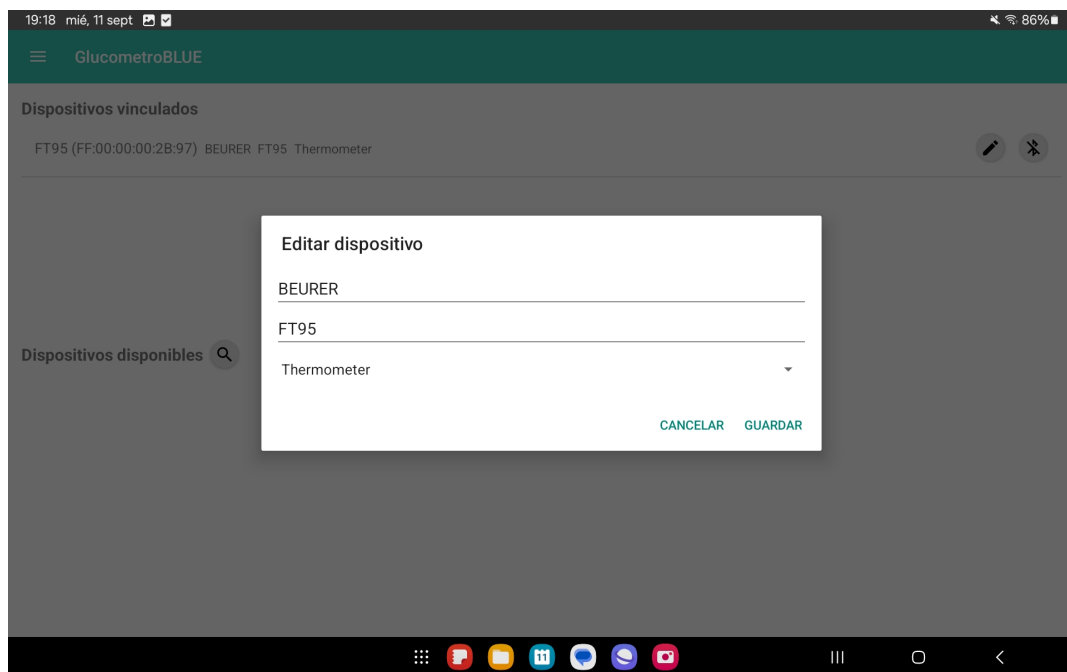 19:18 mié, 11 sept 86%
GlucometroBLUE
Dispositivos vinculados
FT95 (FF:00:00:00:2B:97) BEURER FT95 Thermometer
Editar dispositivo
BEURER
FT95
Dispositivos disponibles
Thermometer
CANCELAR GUARDAR
11